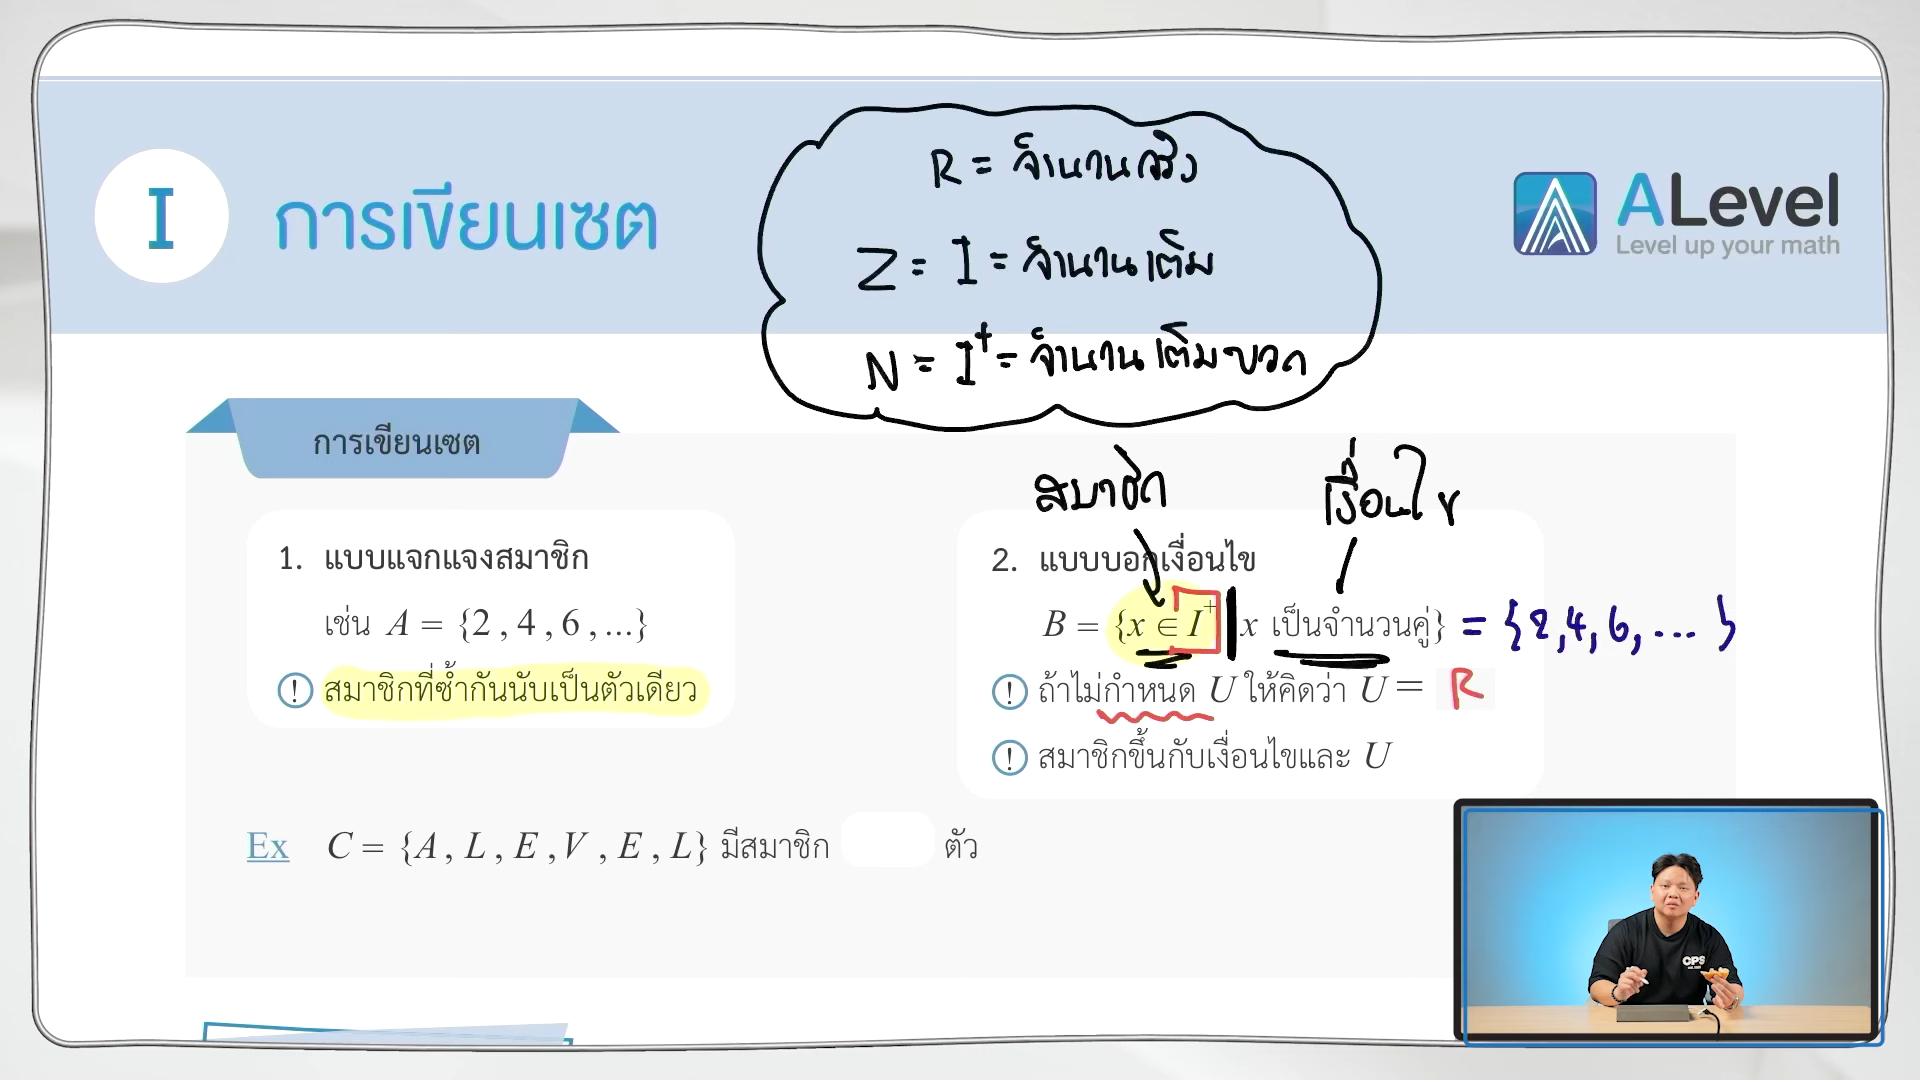 R = จำนวนจริง
Z = I = จำนวนเต็ม
N = I⁺ = จำนวนเต็มบวก
I การเขียนเซต
ALevel
Level up your math
การเขียนเซต
1. แบบแจกแจงสมาชิก
เช่น A = {2 , 4 , 6 , ...}
! สมาชิกที่ซ้ำกันนับเป็นตัวเดียว
สมาชิก เงื่อนไข
2. แบบบอกเงื่อนไข
B = {x ∈ I⁺ | x เป็นจำนวนคู่} = {2,4,6,... }
! ถ้าไม่กำหนด U ให้คิดว่า U = R
! สมาชิกขึ้นกับเงื่อนไขและ U
Ex C = {A , L , E , V , E , L} มีสมาชิก ตัว
OPS